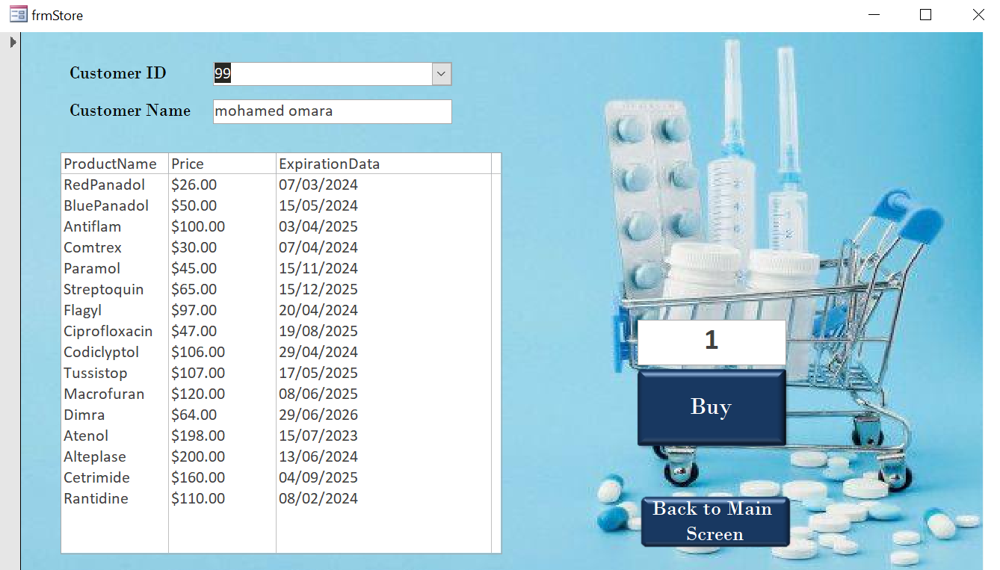 frmStore
Customer ID 99
Customer Name mohamed omara
ProductName Price ExpirationData
RedPanadol $26.00 07/03/2024
BluePanadol $50.00 15/05/2024
Antiflam $100.00 03/04/2025
Comtrex $30.00 07/04/2024
Paramol $45.00 15/11/2024
Streptoquin $65.00 15/12/2025
Flagyl $97.00 20/04/2024
Ciprofloxacin $47.00 19/08/2025
Codiclyptol $106.00 29/04/2024
Tussistop $107.00 17/05/2025
Macrofuran $120.00 08/06/2025
Dimra $64.00 29/06/2026
Atenol $198.00 15/07/2023
Alteplase $200.00 13/06/2024
Cetrimide $160.00 04/09/2025
Rantidine $110.00 08/02/2024
1
Buy
Back to Main
Screen